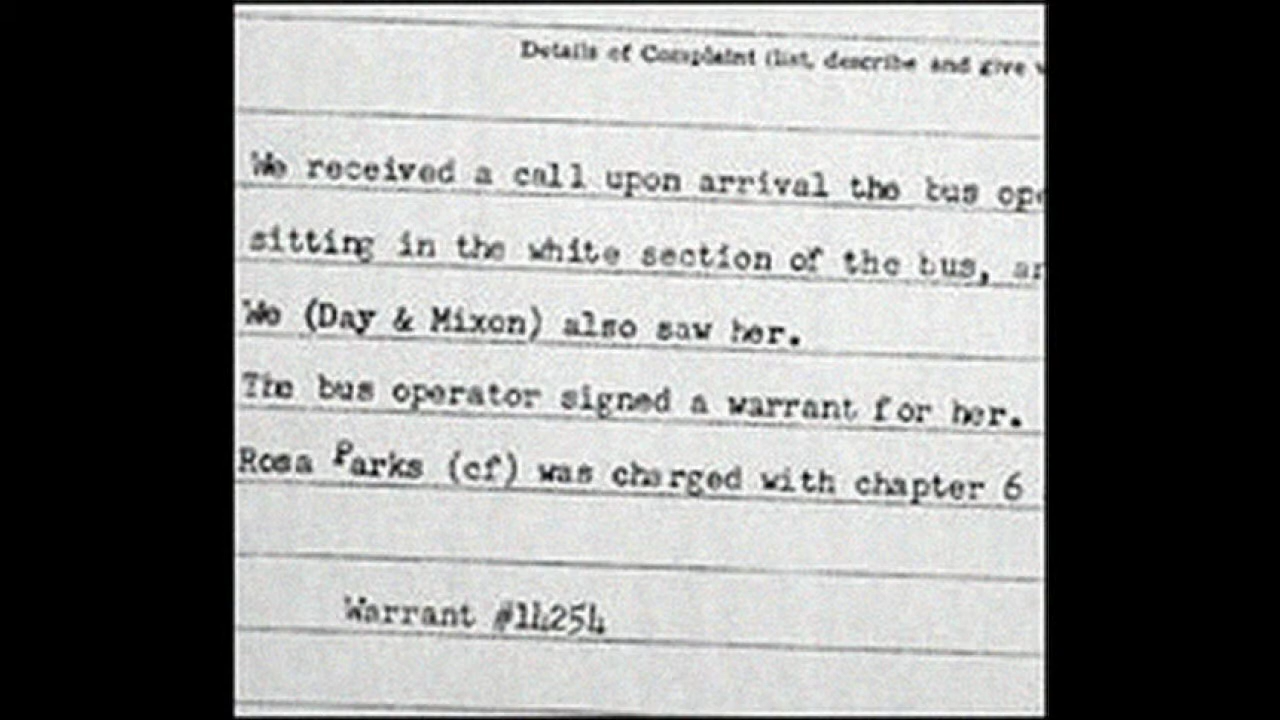 Details of Complaint (list, describe and give
We received a call upon arrival the bus ope
sitting in the white section of the bus, an
We (Day & Mixon) also saw her.
The bus operator signed a warrant for her.
Rosa Parks (cf) was charged with chapter 6
Warrant #14254